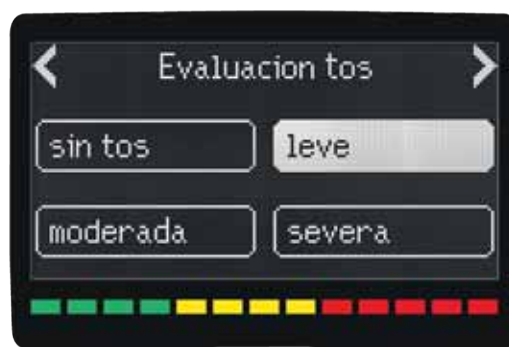 Evaluacion tos
sin tos
leve
moderada
severa